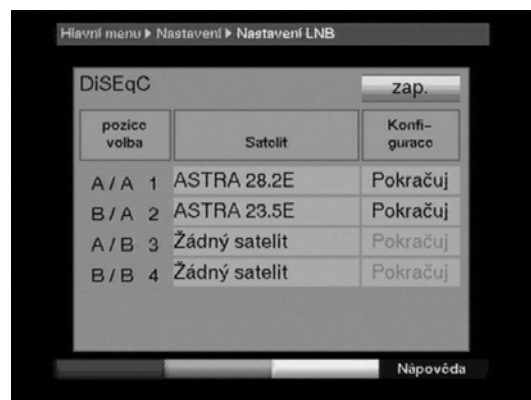 Hlavní menu Nastavení Nastavení LNB
DiSEqC zap.
pozice volba Satelit Konfi- gurace
A / A 1 ASTRA 28.2E Pokračuj
B / A 2 ASTRA 23.5E Pokračuj
A / B 3 Žádný satelit Pokračuj
B / B 4 Žádný satelit Pokračuj
Nápověda